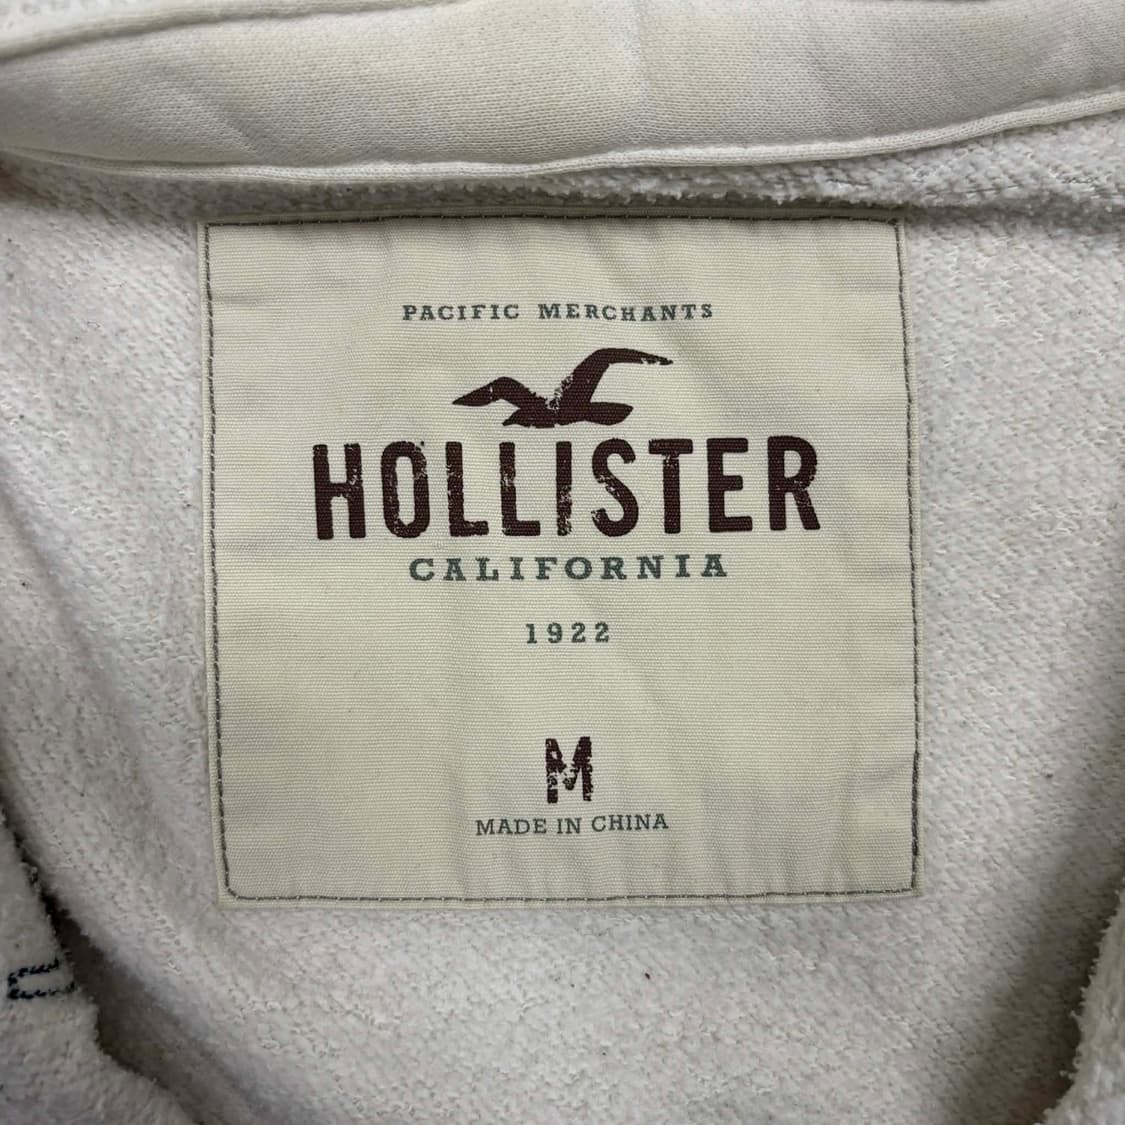 PACIFIC MERCHANTS
HOLLISTER
CALIFORNIA
1922
M
MADE IN CHINA